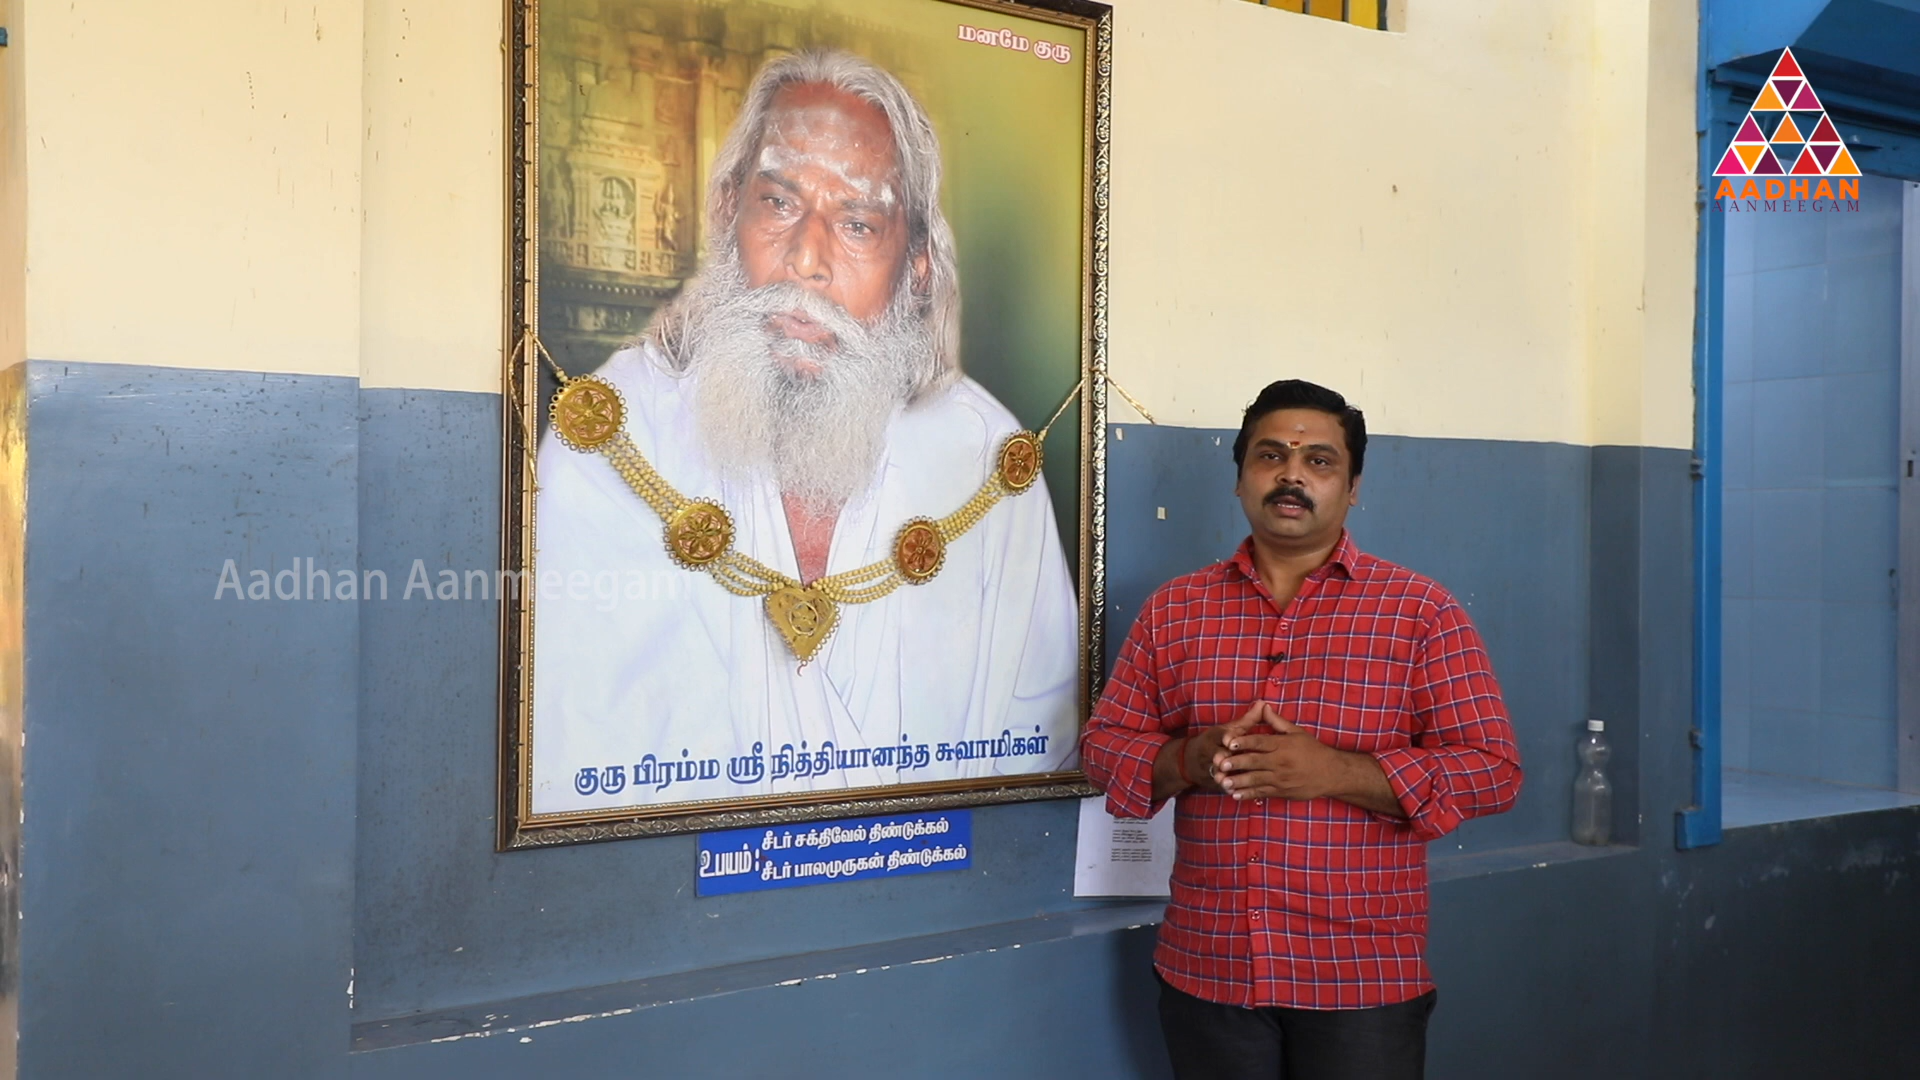 மனமே குரு
AADHAN
AANMEEGAM
Aadhan Aanmeegam
குரு பிரம்ம ஸ்ரீ நித்தியானந்த சுவாமிகள்
உபயம் :
சீடர் சக்திவேல் திண்டுக்கல்
சீடர் பாலமுருகன் திண்டுக்கல்